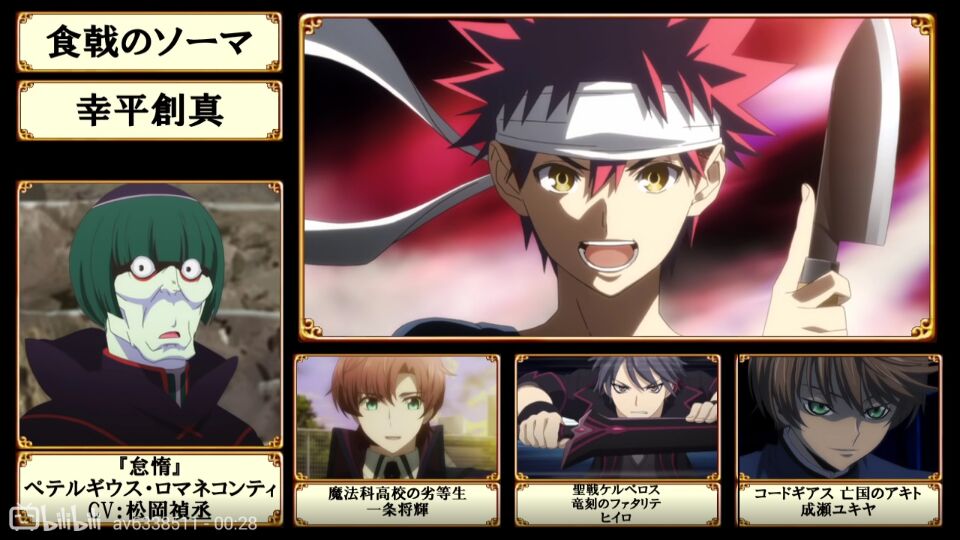 食戟のソーマ
幸平創真
『怠惰』
ペテルギウス・ロマネコンティ
CV:松岡禎丞
魔法科高校の劣等生
一条将輝
聖戦ケルベロス
竜刻のファタリテ
ヒイロ
コードギアス 亡国のアキト
成瀬ユキヤ
bilibili av6338511 - 00:28